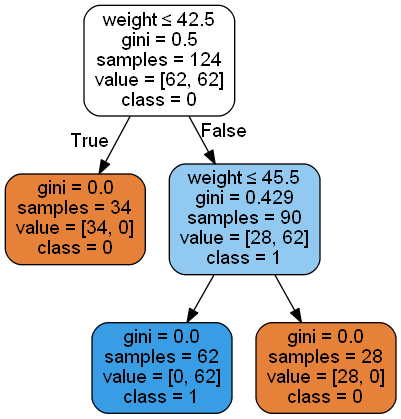 weight ≤ 42.5
gini = 0.5
samples = 124
value = [62, 62]
class = 0
True
False
gini = 0.0
samples = 34
value = [34, 0]
class = 0
weight ≤ 45.5
gini = 0.429
samples = 90
value = [28, 62]
class = 1
gini = 0.0
samples = 62
value = [0, 62]
class = 1
gini = 0.0
samples = 28
value = [28, 0]
class = 0